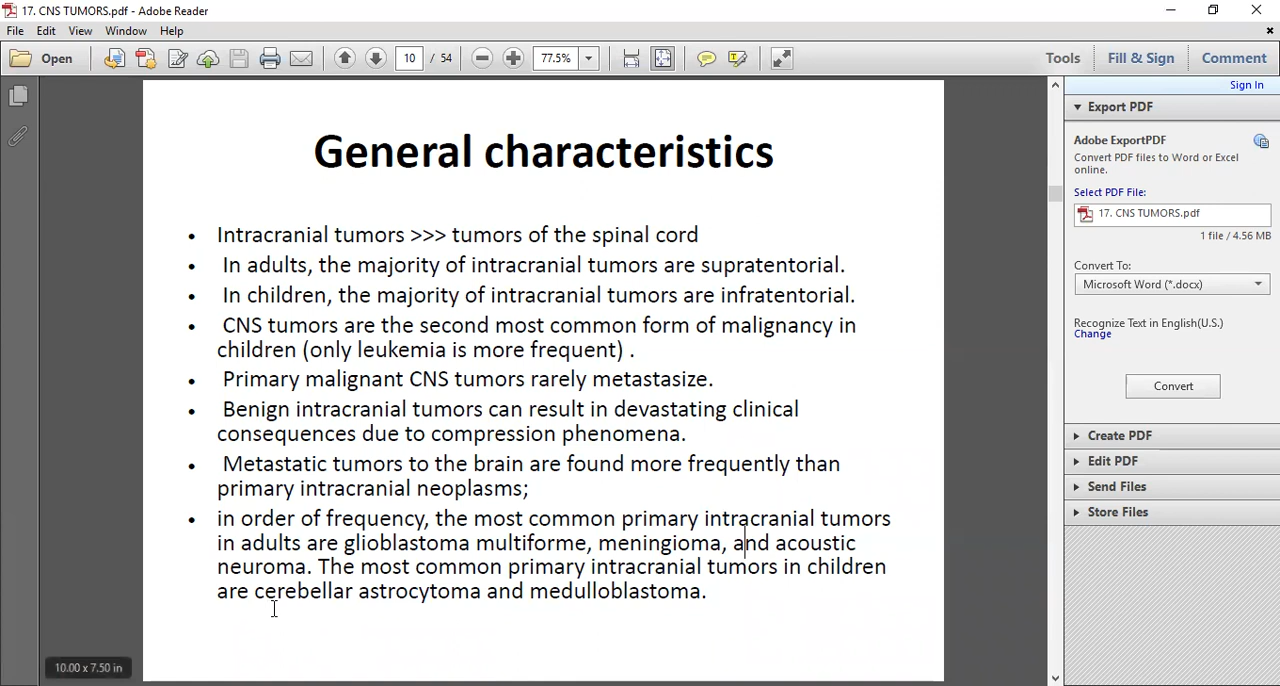 17. CNS TUMORS.pdf - Adobe Reader
File Edit View Window Help
Open 10 / 54 77.5% Tools Fill & Sign Comment
Sign In
Export PDF
Adobe ExportPDF
Convert PDF files to Word or Excel
online.
Select PDF File:
17. CNS TUMORS.pdf
1 file / 4.56 MB
Convert To:
Microsoft Word (*.docx)
Recognize Text in English(U.S.)
Change
Convert
Create PDF
Edit PDF
Send Files
Store Files
General characteristics
• Intracranial tumors >>> tumors of the spinal cord
• In adults, the majority of intracranial tumors are supratentorial.
• In children, the majority of intracranial tumors are infratentorial.
• CNS tumors are the second most common form of malignancy in
children (only leukemia is more frequent) .
• Primary malignant CNS tumors rarely metastasize.
• Benign intracranial tumors can result in devastating clinical
consequences due to compression phenomena.
• Metastatic tumors to the brain are found more frequently than
primary intracranial neoplasms;
• in order of frequency, the most common primary intracranial tumors
in adults are glioblastoma multiforme, meningioma, and acoustic
neuroma. The most common primary intracranial tumors in children
are cerebellar astrocytoma and medulloblastoma.
10.00 x 7.50 in